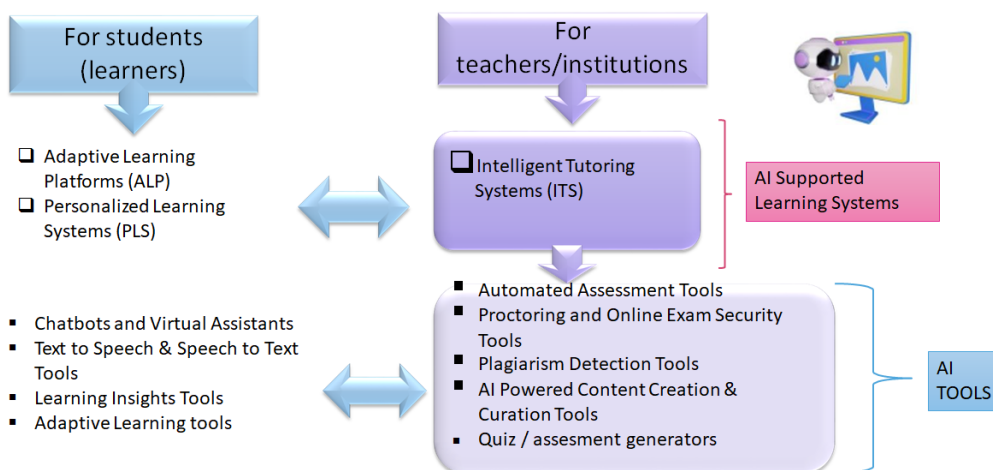 For students
(learners)
For
teachers/institutions
Adaptive Learning
Platforms (ALP)
Personalized Learning
Systems (PLS)
Intelligent Tutoring
Systems (ITS)
AI Supported
Learning Systems
Chatbots and Virtual Assistants
Text to Speech & Speech to Text
Tools
Learning Insights Tools
Adaptive Learning tools
Automated Assessment Tools
Proctoring and Online Exam Security
Tools
Plagiarism Detection Tools
AI Powered Content Creation &
Curation Tools
Quiz / assesment generators
AI
TOOLS